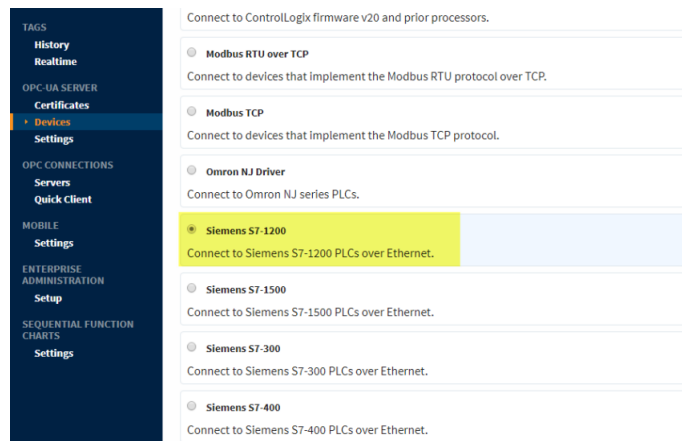 TAGS
History
Realtime
OPC-UA SERVER
Certificates
Devices
Settings
OPC CONNECTIONS
Servers
Quick Client
MOBILE
Settings
ENTERPRISE
ADMINISTRATION
Setup
SEQUENTIAL FUNCTION
CHARTS
Settings
Connect to ControlLogix firmware v20 and prior processors.
Modbus RTU over TCP
Connect to devices that implement the Modbus RTU protocol over TCP.
Modbus TCP
Connect to devices that implement the Modbus TCP protocol.
Omron NJ Driver
Connect to Omron NJ series PLCs.
Siemens S7-1200
Connect to Siemens S7-1200 PLCs over Ethernet.
Siemens S7-1500
Connect to Siemens S7-1500 PLCs over Ethernet.
Siemens S7-300
Connect to Siemens S7-300 PLCs over Ethernet.
Siemens S7-400
Connect to Siemens S7-400 PLCs over Ethernet.